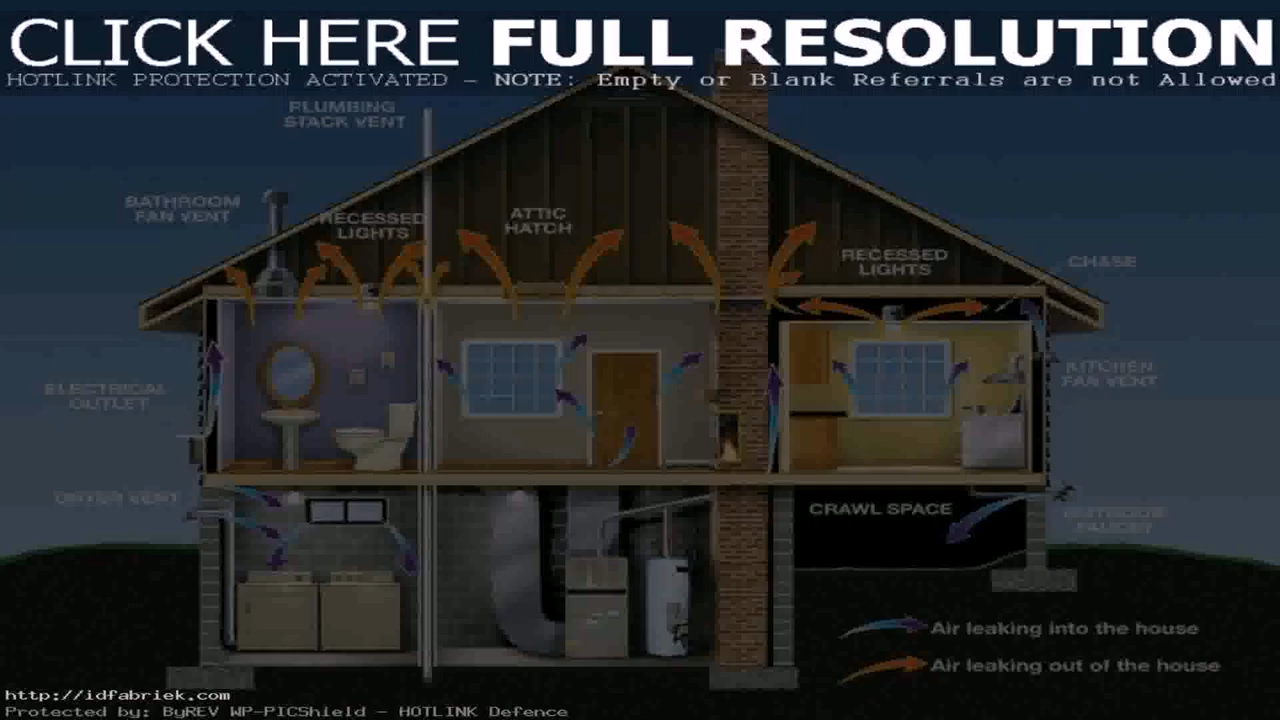 CLICK HERE FULL RESOLUTION
HOTLINK PROTECTION ACTIVATED – NOTE: Empty or Blank Referrals are not Allowed
PLUMBING
STACK VENT
BATHROOM
FAN VENT
RECESSED
LIGHTS
ATTIC
HATCH
RECESSED
LIGHTS
CHASE
ELECTRICAL
OUTLET
KITCHEN
FAN VENT
DRYER VENT
OUTDOOR
FAUCET
CRAWL SPACE
Air leaking into the house
Air leaking out of the house
http://idfabriek.com
Protected by: ByREV WP-PICShield – HOTLINK Defence